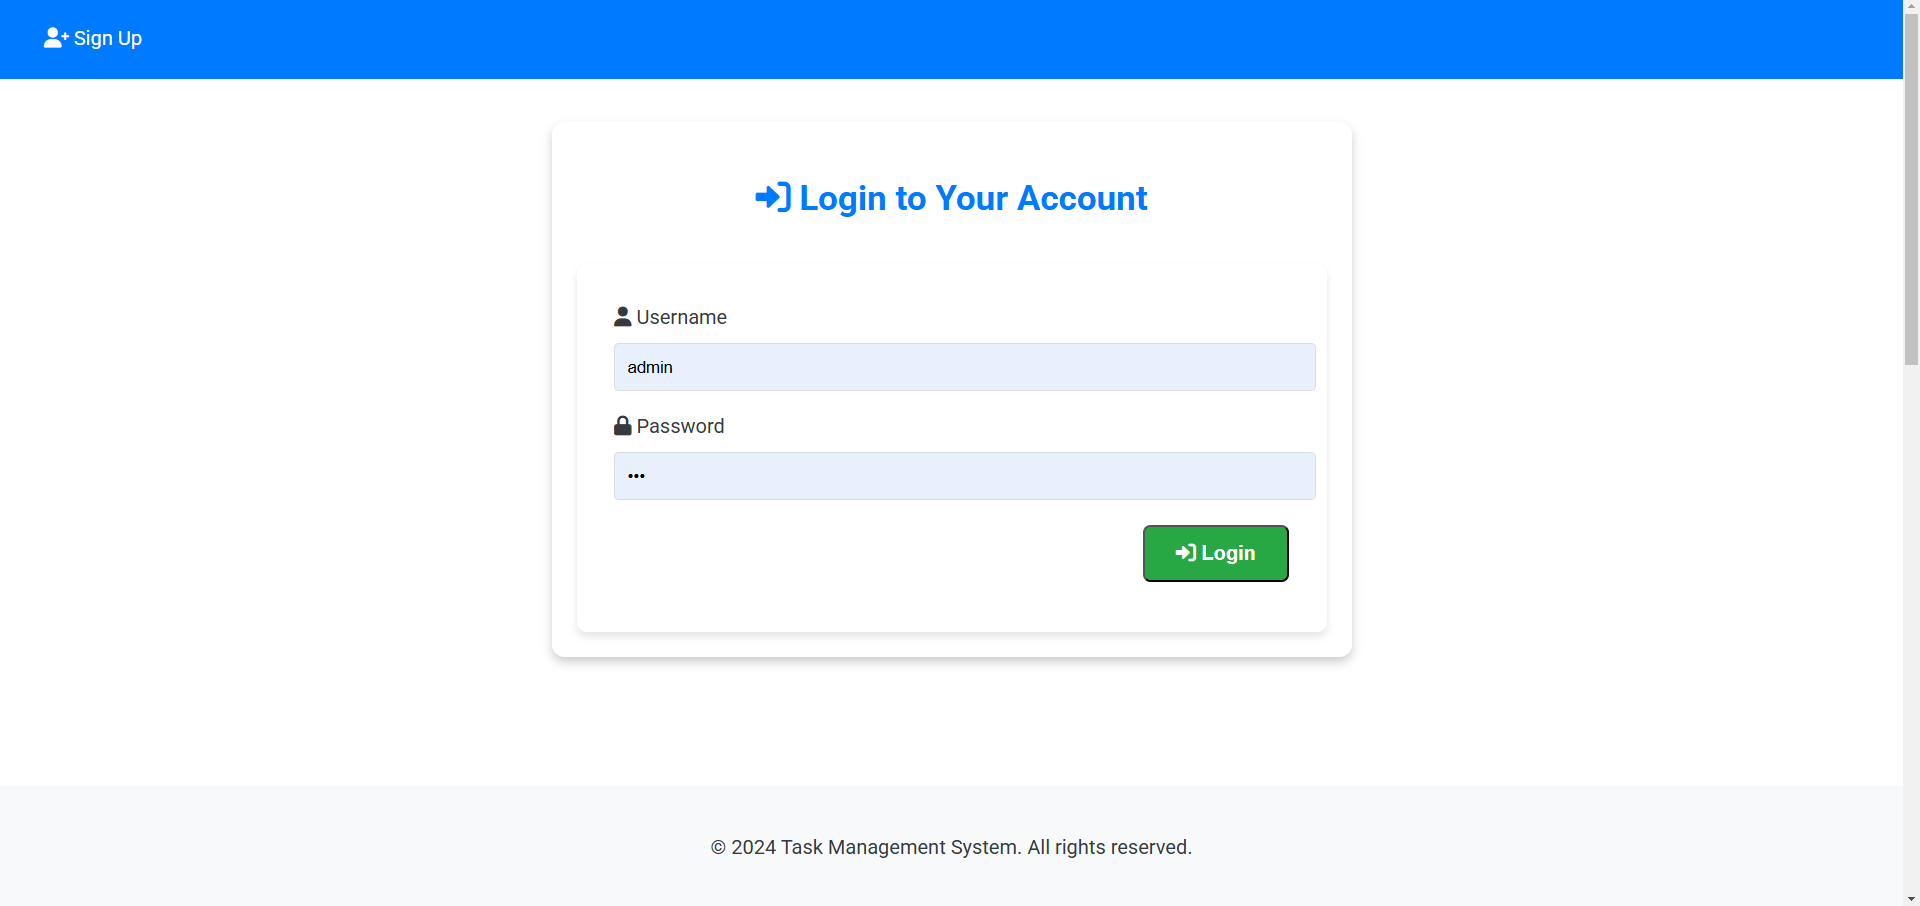 Sign Up
Login to Your Account
Username
admin
Password
•••
Login
© 2024 Task Management System. All rights reserved.